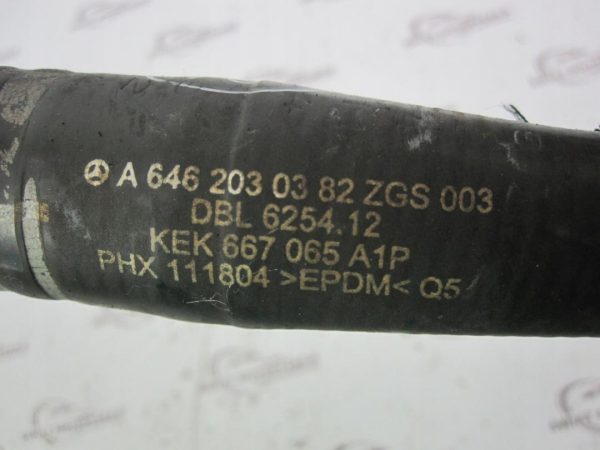 A 646 203 03 82 ZGS 003
DBL 6254.12
KEK 667 065 A1P
PHX 111804 >EPDM< Q5